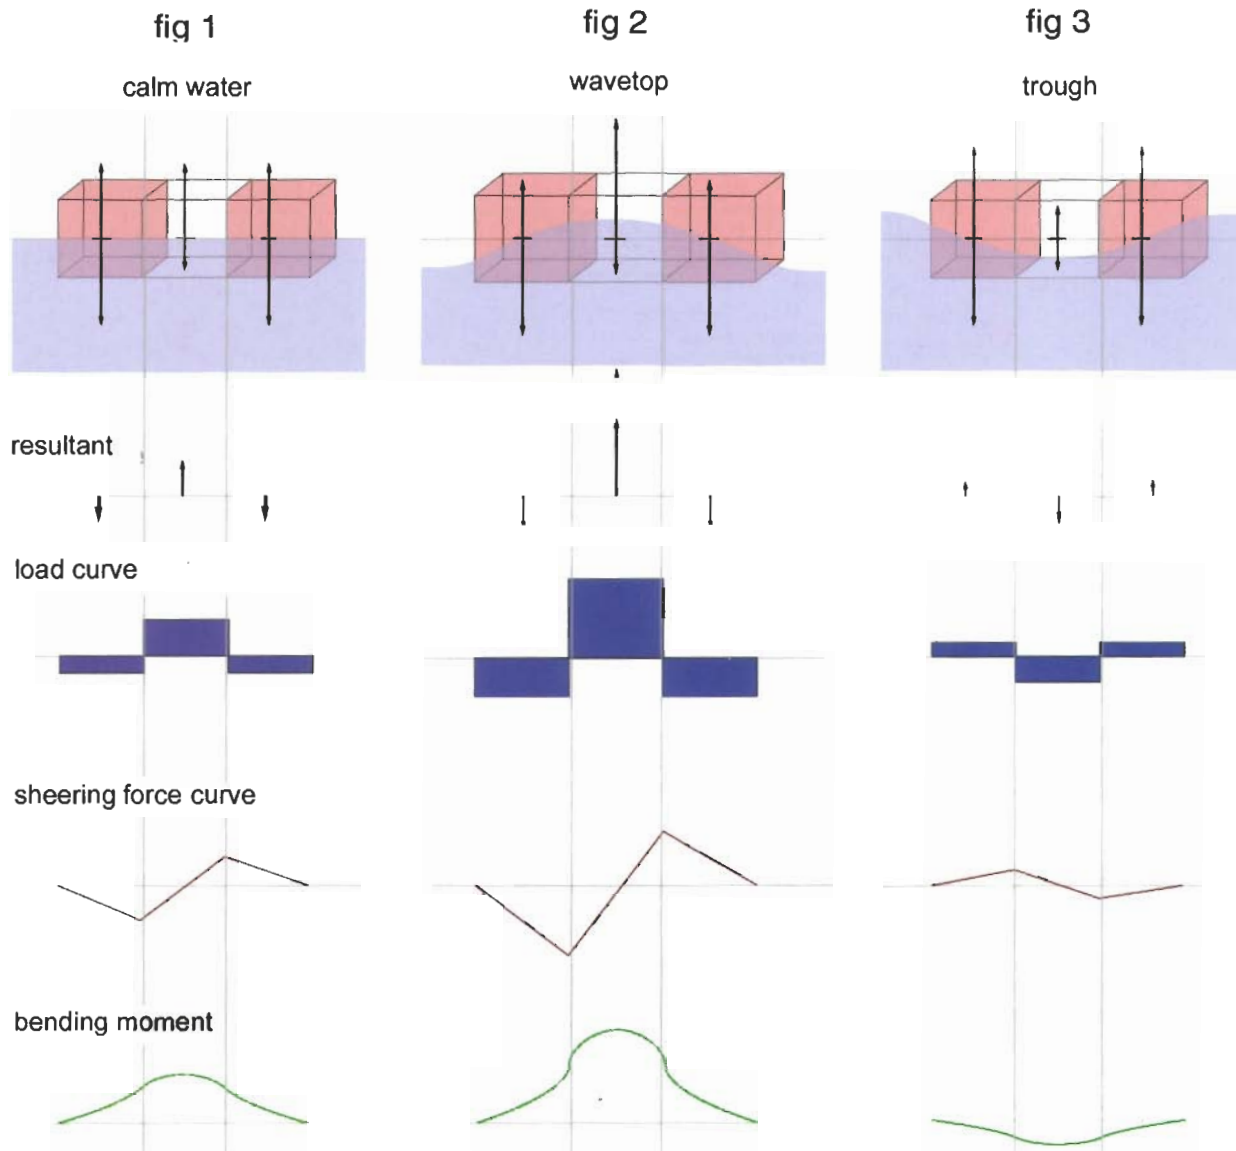 fig 1
fig 2
fig 3
calm water
wavetop
trough
resultant
load curve
sheering force curve
bending moment